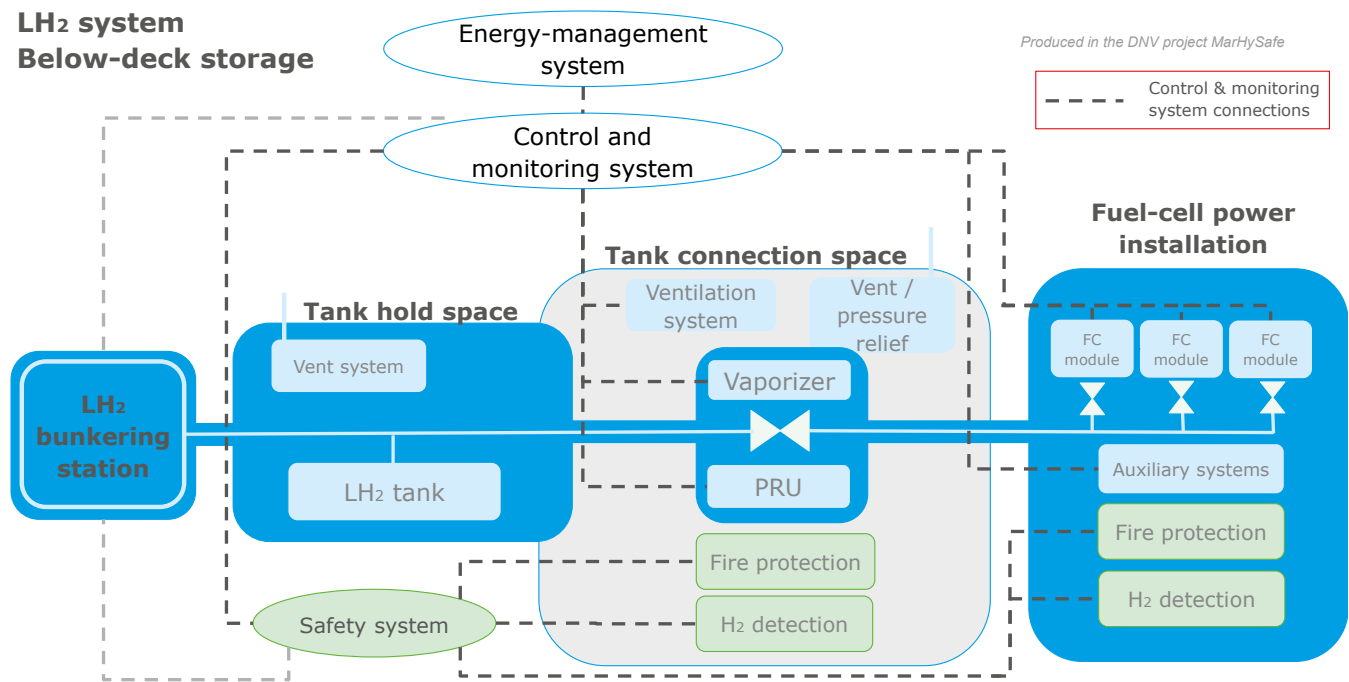 LH₂ system
Below-deck storage
Energy-management
system
Produced in the DNV project MarHySafe
Control & monitoring
system connections
Control and
monitoring system
Fuel-cell power
installation
Tank connection space
Ventilation
system
Vent /
pressure
relief
Tank hold space
Vent system
FC
module
FC
module
FC
module
Vaporizer
LH₂
bunkering
station
LH₂ tank
PRU
Auxiliary systems
Fire protection
Fire protection
H₂ detection
Safety system
H₂ detection